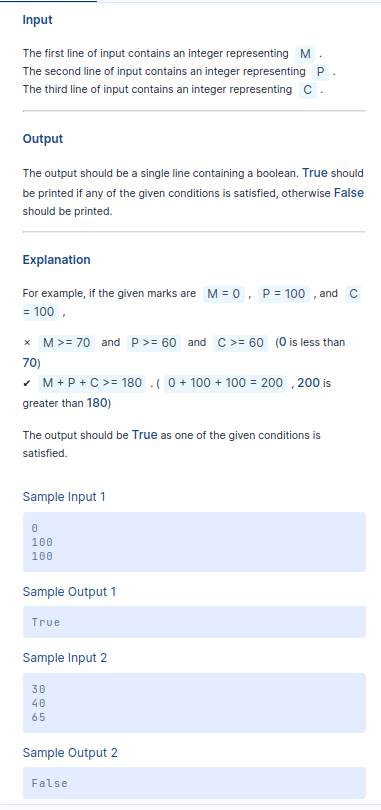 Input
The first line of input contains an integer representing M .
The second line of input contains an integer representing P .
The third line of input contains an integer representing C .
Output
The output should be a single line containing a boolean. True should
be printed if any of the given conditions is satisfied, otherwise False
should be printed.
Explanation
For example, if the given marks are M = 0 , P = 100 , and C
= 100 ,
× M >= 70 and P >= 60 and C >= 60 (0 is less than
70)
✔ M + P + C >= 180 . ( 0 + 100 + 100 = 200 , 200 is
greater than 180)
The output should be True as one of the given conditions is
satisfied.
Sample Input 1
0
100
100
Sample Output 1
True
Sample Input 2
30
40
65
Sample Output 2
False